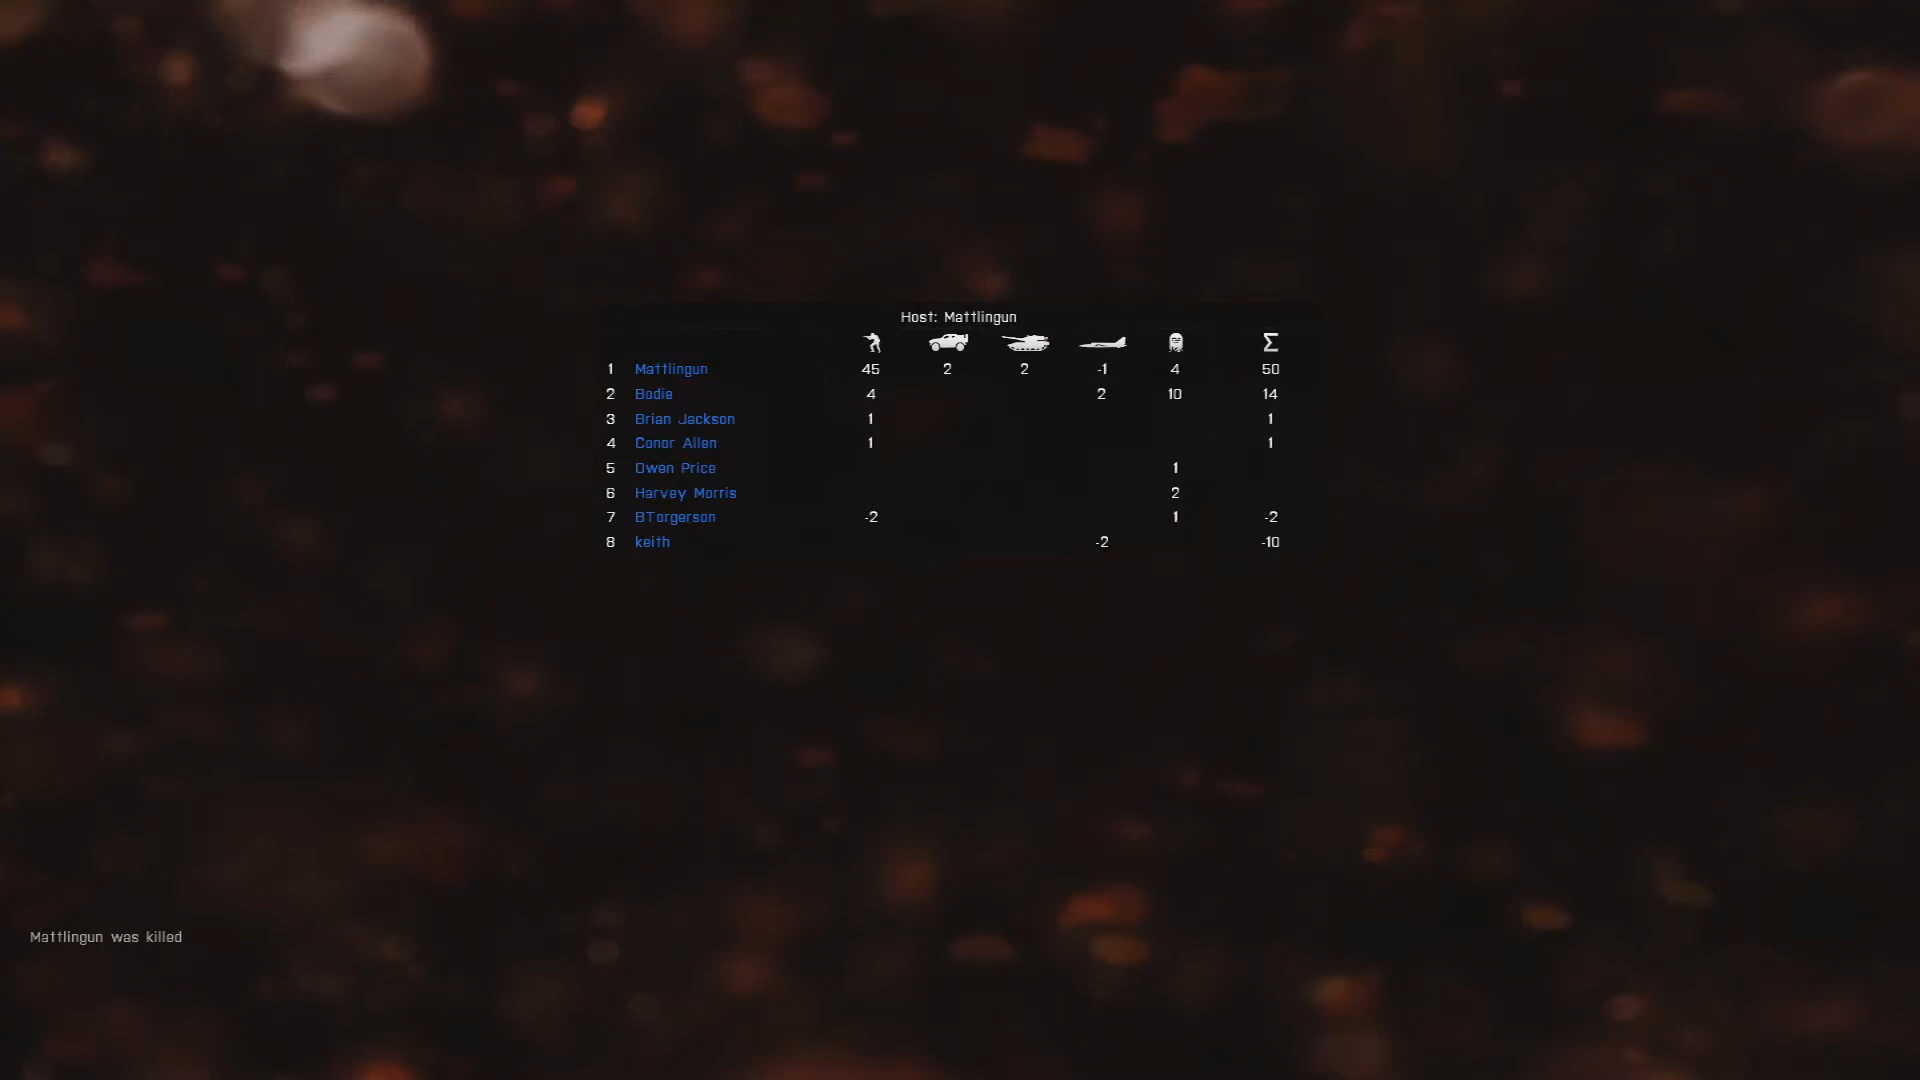 Host: Mattlingun
Σ
1 Mattlingun 45 2 2 -1 4 50
2 Bodie 4 2 10 14
3 Brian Jackson 1 1
4 Conor Allen 1 1
5 Owen Price 1
6 Harvey Morris 2
7 BTorgerson -2 1 -2
8 keith -2 -10
Mattlingun was killed